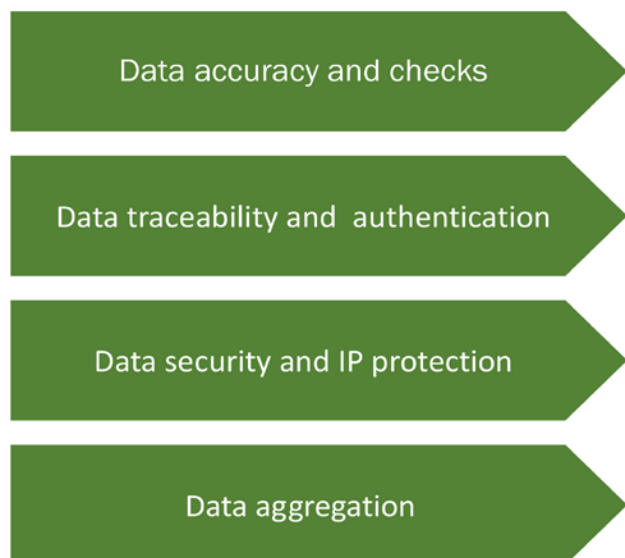 Data accuracy and checks
Data traceability and  authentication
Data security and IP protection
Data aggregation